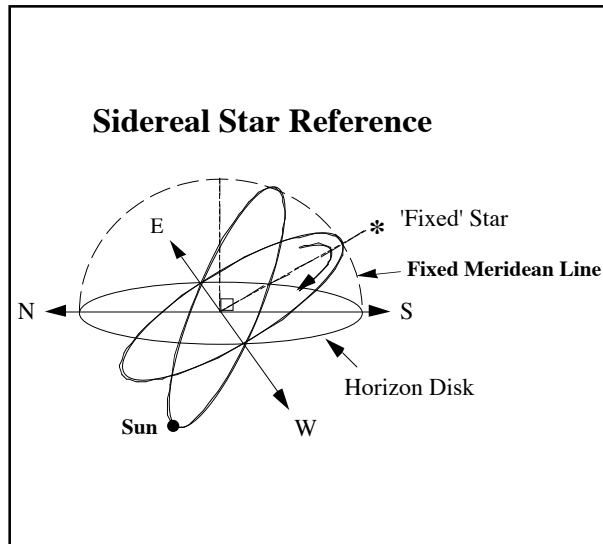 Sidereal Star Reference
E
*
'Fixed' Star
Fixed Meridean Line
N
S
Horizon Disk
Sun
W